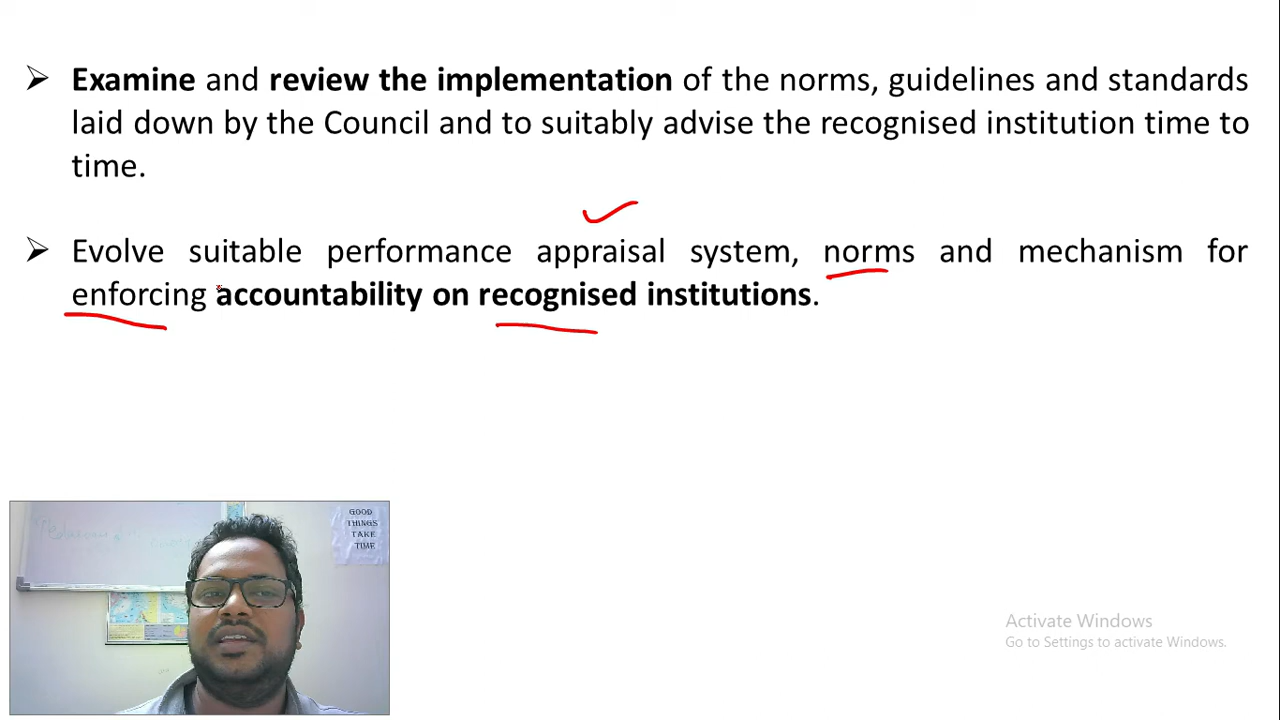 Examine and review the implementation of the norms, guidelines and standards
laid down by the Council and to suitably advise the recognised institution time to
time.
Evolve suitable performance appraisal system, norms and mechanism for
enforcing accountability on recognised institutions.
GOOD
THINGS
TAKE
TIME
Activate Windows
Go to Settings to activate Windows.